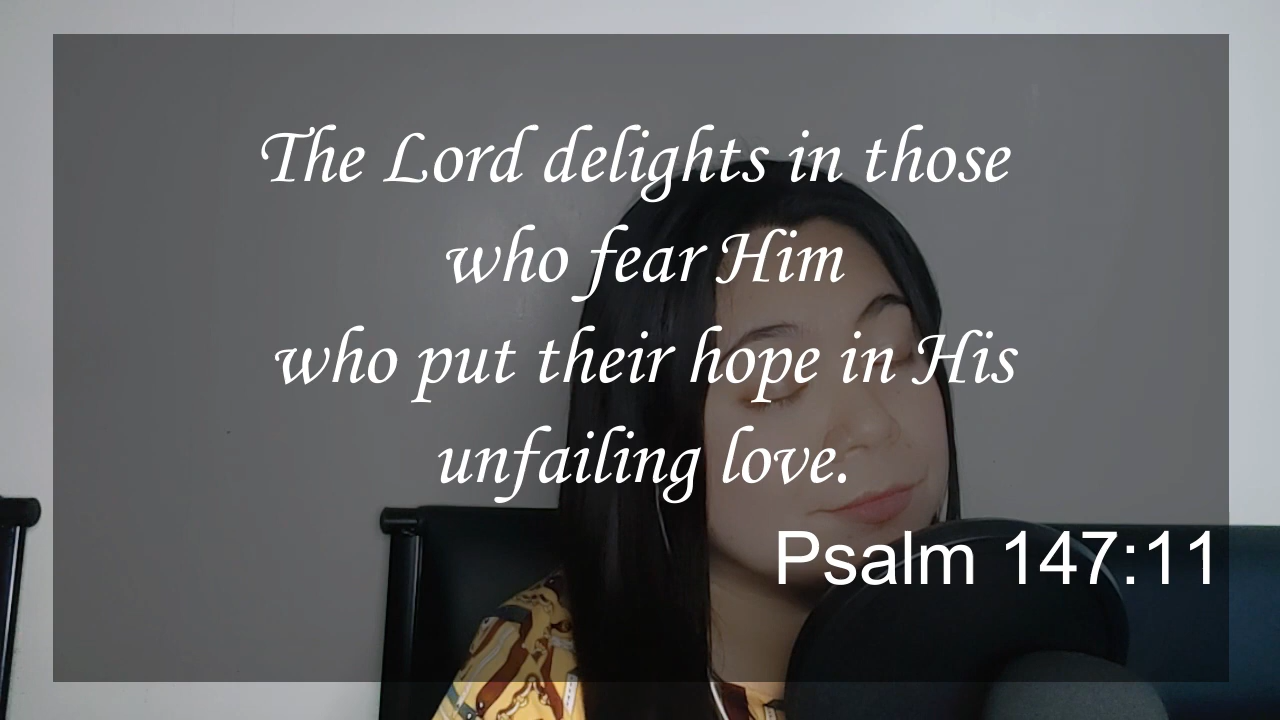 The Lord delights in those
who fear Him
who put their hope in His
unfailing love.
Psalm 147:11